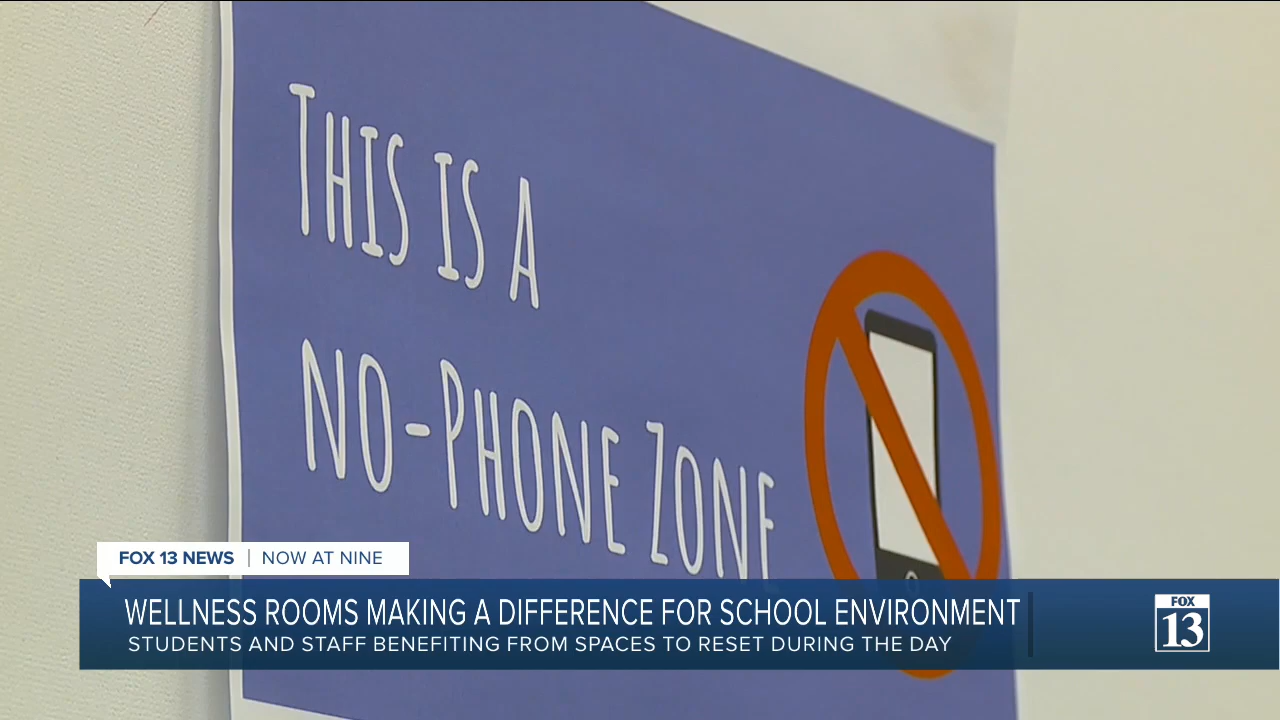 THIS IS A
NO-PHONE ZONE
FOX 13 NEWS | NOW AT NINE
WELLNESS ROOMS MAKING A DIFFERENCE FOR SCHOOL ENVIRONMENT
STUDENTS AND STAFF BENEFITING FROM SPACES TO RESET DURING THE DAY
FOX
13